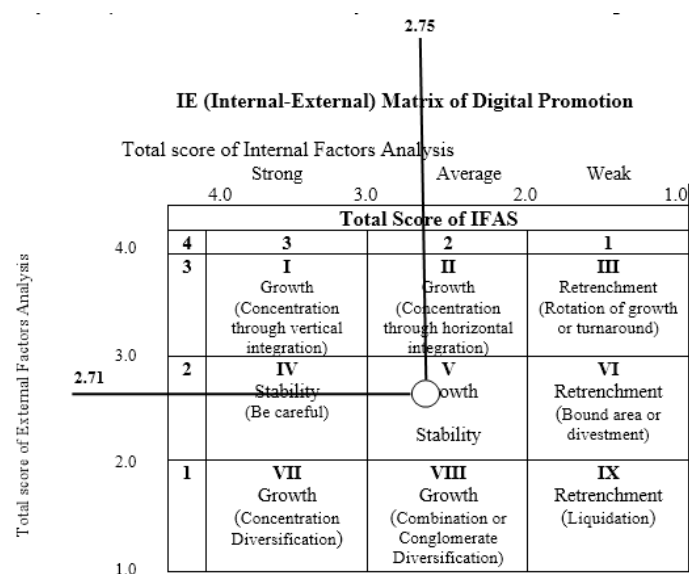 2.75
IE (Internal-External) Matrix of Digital Promotion
Total score of Internal Factors Analysis
Strong Average Weak
4.0 3.0 2.0 1.0
Total Score of IFAS
4.0 4 3 2 1
3 I II III
Growth Growth Retrenchment
(Concentration (Concentration (Rotation of growth
through vertical through horizontal or turnaround)
integration) integration)
3.0
2 IV V VI
2.71 Stability owth Retrenchment
(Be careful) (Bound area or
Stability divestment)
2.0
1 VII VIII IX
Growth Growth Retrenchment
(Concentration (Combination or (Liquidation)
Diversification) Conglomerate
Diversification)
1.0
Total score of External Factors Analysis